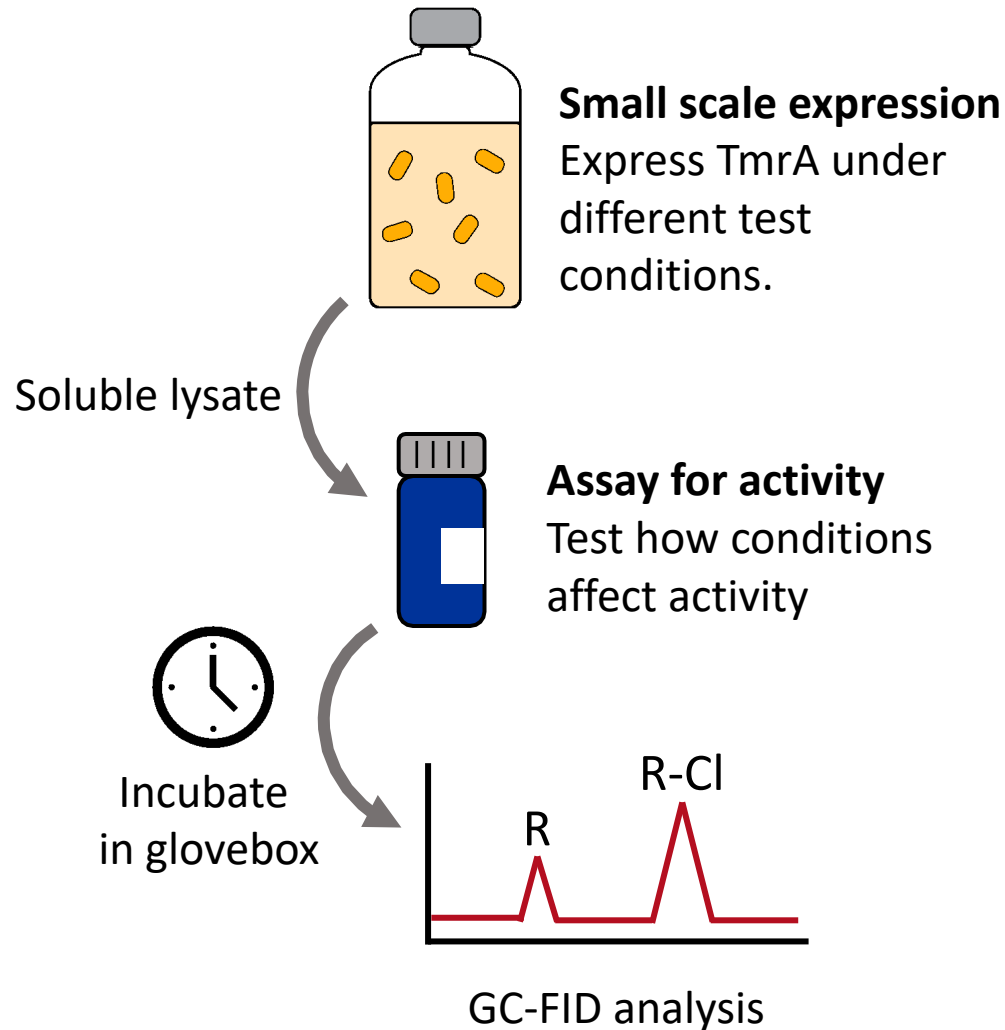 Small scale expression
Express TmrA under
different test
conditions.
Soluble lysate
Assay for activity
Test how conditions
affect activity
Incubate
in glovebox
R
R-Cl
GC-FID analysis